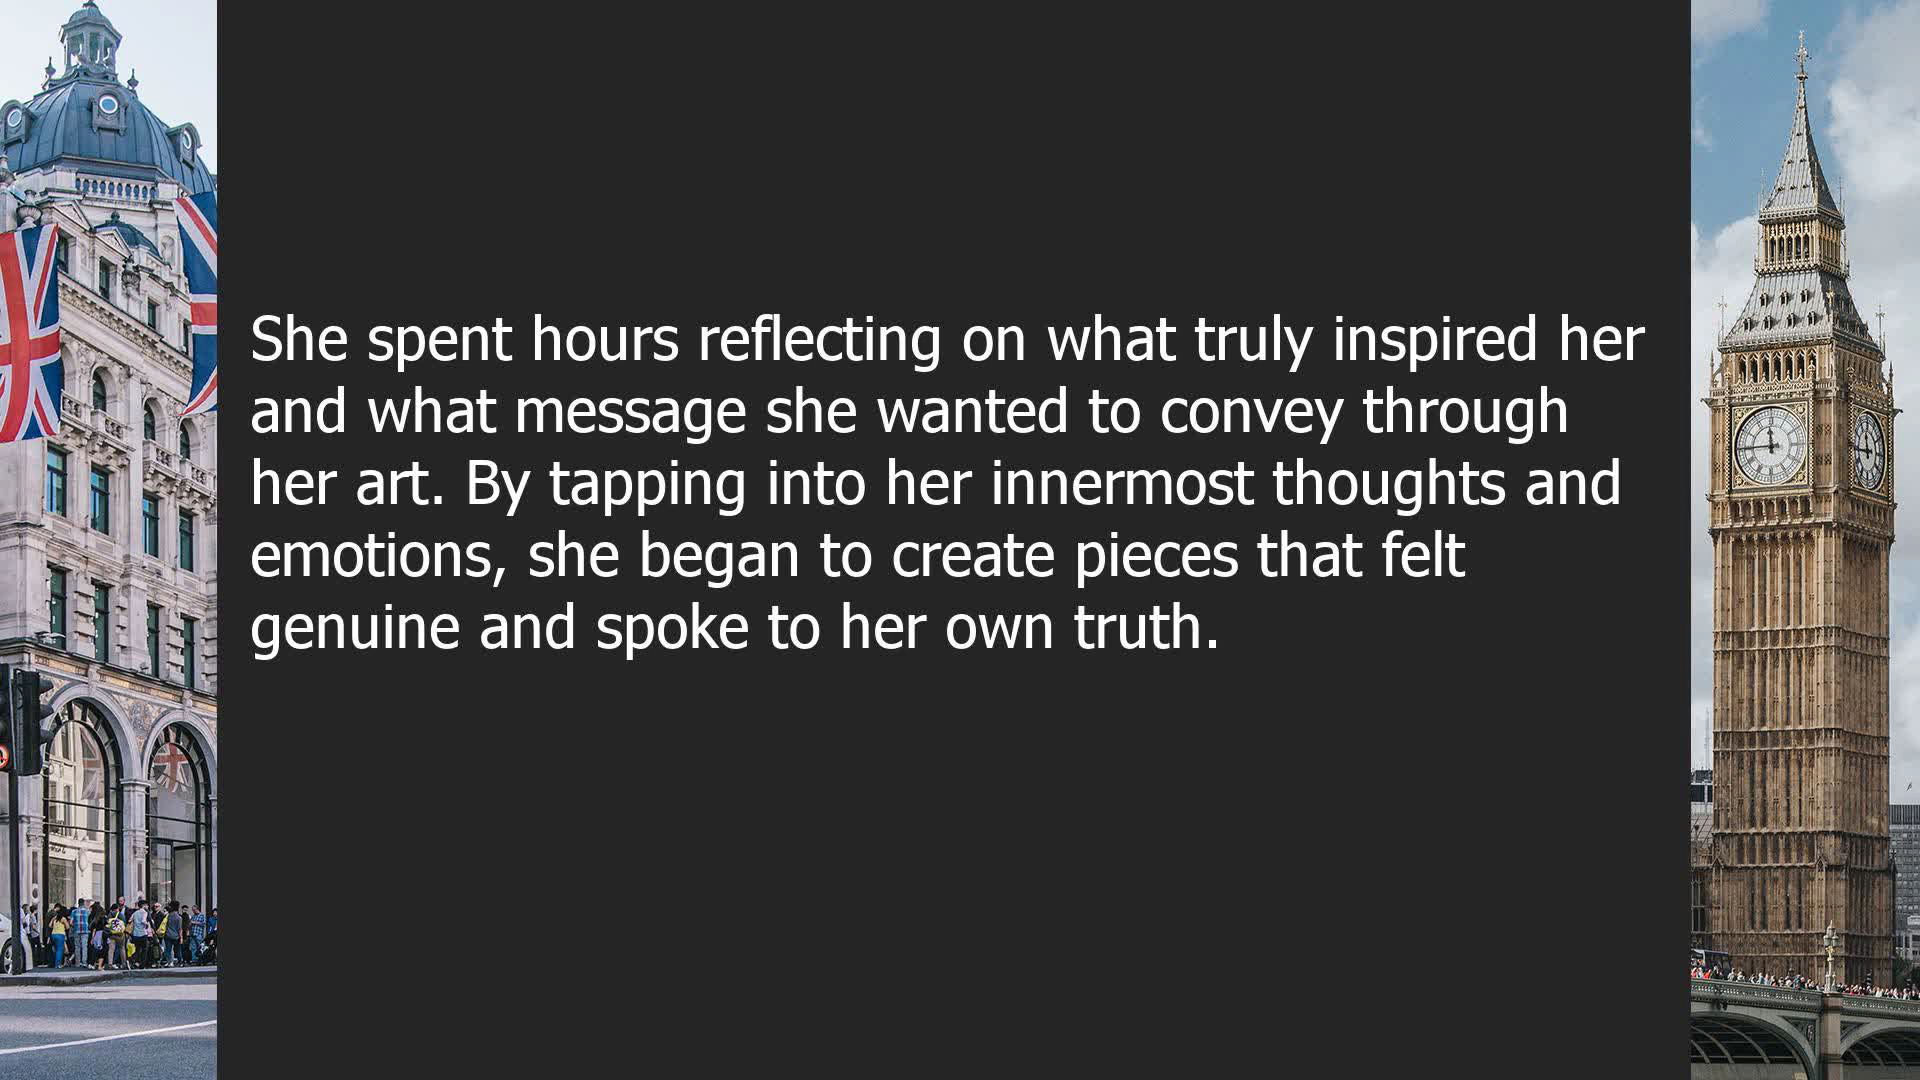 She spent hours reflecting on what truly inspired her
and what message she wanted to convey through
her art. By tapping into her innermost thoughts and
emotions, she began to create pieces that felt
genuine and spoke to her own truth.